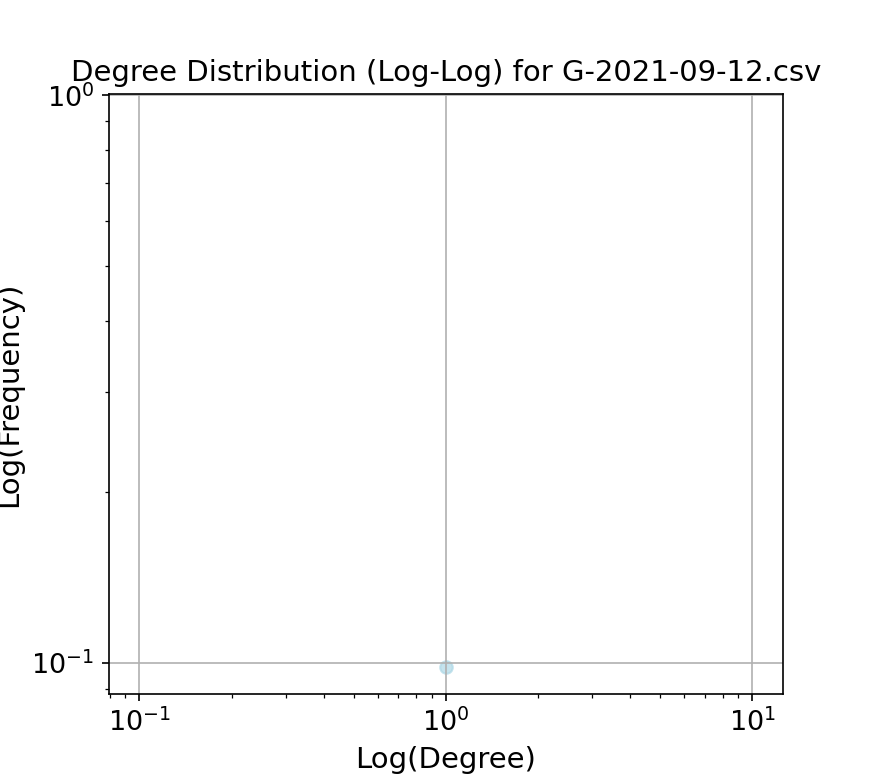 Degree Distribution (Log-Log) for G-2021-09-12.csv
10⁰
Log(Frequency)
10⁻¹
10⁻¹ 10⁰ 10¹
Log(Degree)